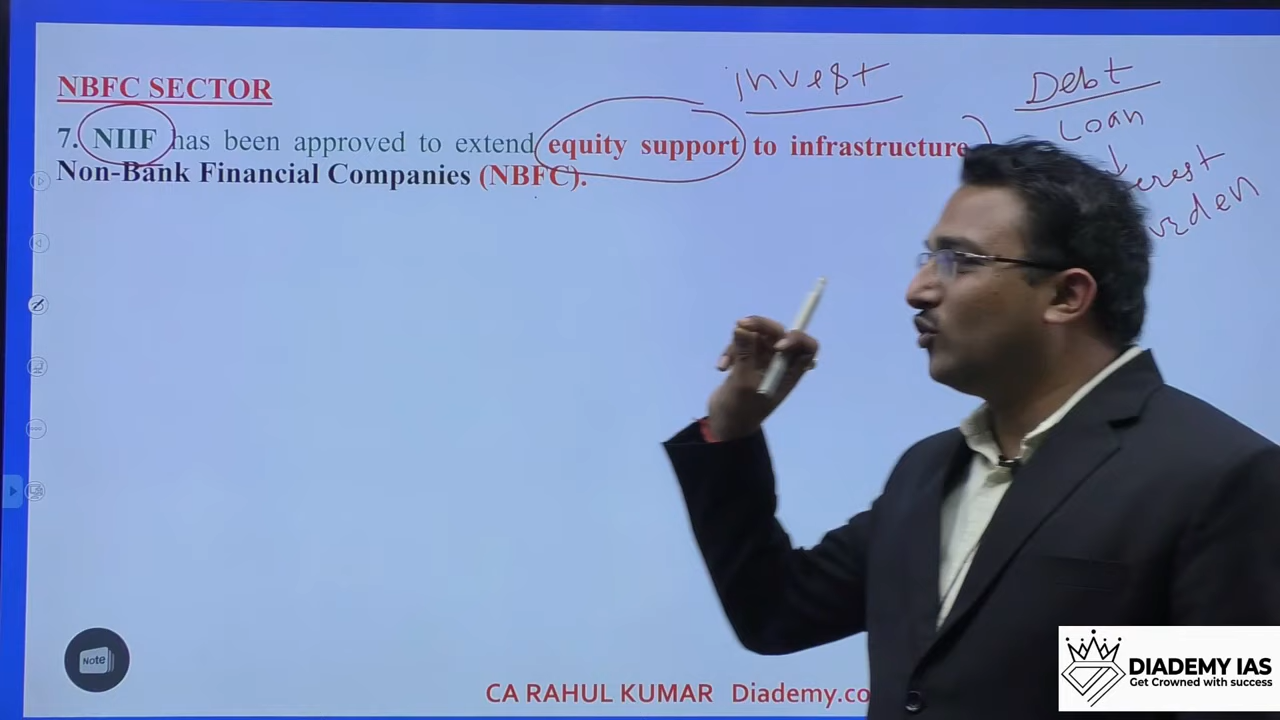 NBFC SECTOR
invest
Debt
Loan
7. NIIF has been approved to extend equity support to infrastructure
Non-Bank Financial Companies (NBFC).
Note
CA RAHUL KUMAR Diademy.co
DIADEMY IAS
Get Crowned with success